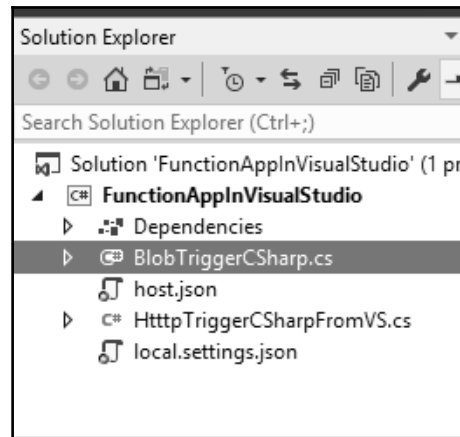 Solution Explorer
Search Solution Explorer (Ctrl+;)
Solution 'FunctionAppInVisualStudio' (1 pr
C# FunctionAppInVisualStudio
Dependencies
C# BlobTriggerCSharp.cs
host.json
C# HtttpTriggerCSharpFromVS.cs
local.settings.json